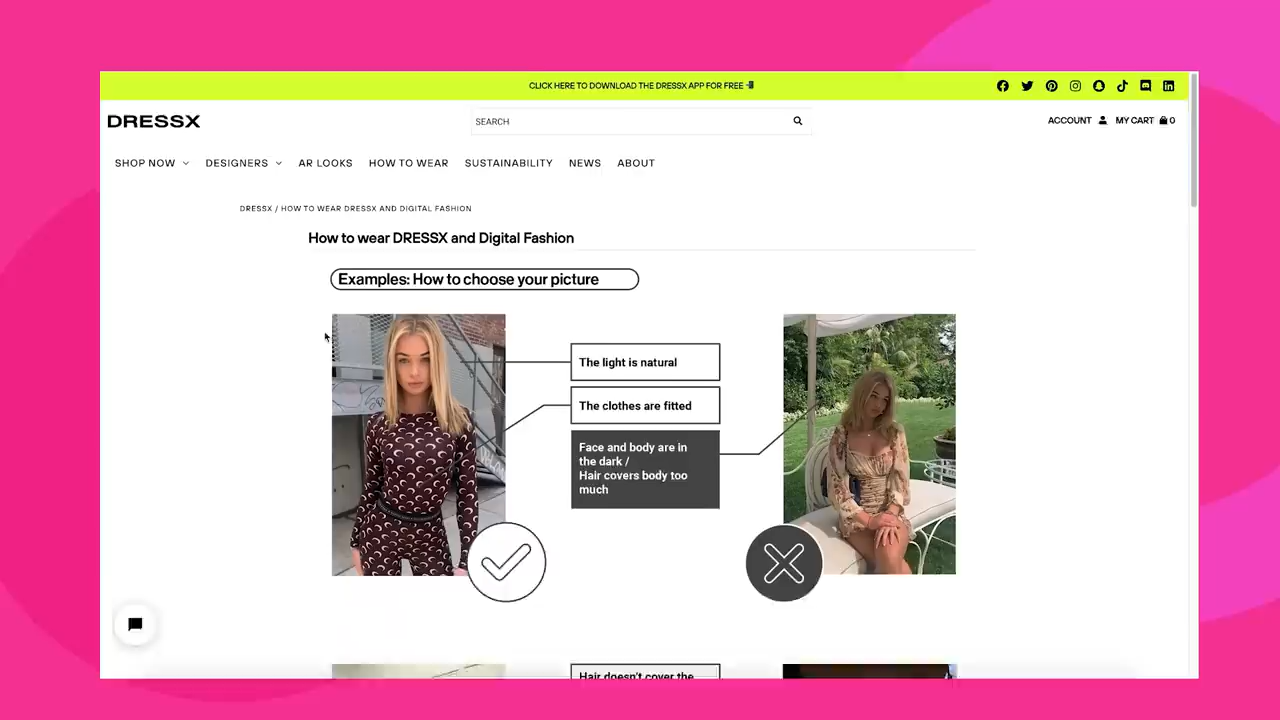 CLICK HERE TO DOWNLOAD THE DRESSX APP FOR FREE
DRESSX
SEARCH
ACCOUNT
MY CART 0
SHOP NOW
DESIGNERS
AR LOOKS
HOW TO WEAR
SUSTAINABILITY
NEWS
ABOUT
DRESSX / HOW TO WEAR DRESSX AND DIGITAL FASHION
How to wear DRESSX and Digital Fashion
Examples: How to choose your picture
The light is natural
The clothes are fitted
Face and body are in
the dark /
Hair covers body too
much
Hair doesn't cover the